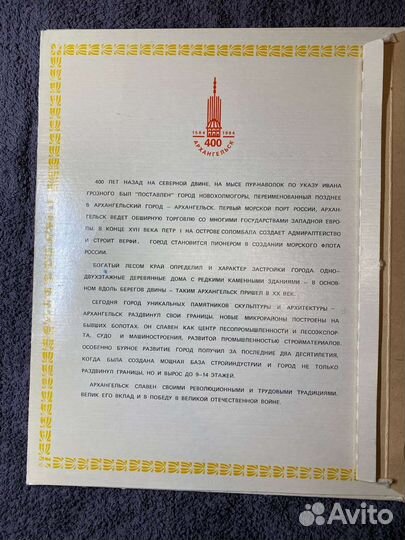 1584 1984
400
АРХАНГЕЛЬСК
400 ЛЕТ НАЗАД НА СЕВЕРНОЙ ДВИНЕ, НА МЫСЕ ПУР-НАВОЛОК ПО УКАЗУ ИВАНА
ГРОЗНОГО БЫЛ "ПОСТАВЛЕН" ГОРОД НОВОХОЛМОГОРЫ, ПЕРЕИМЕНОВАННЫЙ ПОЗДНЕЕ
В АРХАНГЕЛЬСКИЙ ГОРОД – АРХАНГЕЛЬСК. ПЕРВЫЙ МОРСКОЙ ПОРТ РОССИИ, АРХАН-
ГЕЛЬСК ВЕДЕТ ОБШИРНУЮ ТОРГОВЛЮ СО МНОГИМИ ГОСУДАРСТВАМИ ЗАПАДНОЙ ЕВРО-
ПЫ. В КОНЦЕ XVII ВЕКА ПЕТР I НА ОСТРОВЕ СОЛОМБАЛА СОЗДАЕТ АДМИРАЛТЕЙСТВО
И СТРОИТ ВЕРФИ. ГОРОД СТАНОВИТСЯ ПИОНЕРОМ В СОЗДАНИИ МОРСКОГО ФЛОТА
РОССИИ.
БОГАТЫЙ ЛЕСОМ КРАЙ ОПРЕДЕЛИЛ И ХАРАКТЕР ЗАСТРОЙКИ ГОРОДА. ОДНО-
ДВУХЭТАЖНЫЕ ДЕРЕВЯННЫЕ ДОМА С РЕДКИМИ КАМЕННЫМИ ЗДАНИЯМИ – В ОСНОВ-
НОМ ВДОЛЬ БЕРЕГОВ ДВИНЫ – ТАКИМ АРХАНГЕЛЬСК ПРИШЕЛ В XX ВЕК.
СЕГОДНЯ ГОРОД УНИКАЛЬНЫХ ПАМЯТНИКОВ СКУЛЬПТУРЫ И АРХИТЕКТУРЫ –
АРХАНГЕЛЬСК РАЗДВИНУЛ СВОИ ГРАНИЦЫ. НОВЫЕ МИКРОРАЙОНЫ ПОСТРОЕНЫ НА
БЫВШИХ БОЛОТАХ. ОН СЛАВЕН КАК ЦЕНТР ЛЕСОПРОМЫШЛЕННОСТИ И ЛЕСОЭКСПОР-
ТА, СУДО- И МАШИНОСТРОЕНИЯ, РАЗВИТОЙ ПРОМЫШЛЕННОСТЬЮ СТРОЙМАТЕРИАЛОВ.
ОСОБЕННО БУРНОЕ РАЗВИТИЕ ГОРОД ПОЛУЧИЛ ЗА ПОСЛЕДНИЕ ДВА ДЕСЯТИЛЕТИЯ,
КОГДА БЫЛА СОЗДАНА МОЩНАЯ БАЗА СТРОЙИНДУСТРИИ И ГОРОД НЕ ТОЛЬКО
РАЗДВИНУЛ ГРАНИЦЫ, НО И ВЫРОС ДО 9–14 ЭТАЖЕЙ.
АРХАНГЕЛЬСК СЛАВЕН СВОИМИ РЕВОЛЮЦИОННЫМИ И ТРУДОВЫМИ ТРАДИЦИЯМИ.
ВЕЛИК ЕГО ВКЛАД И В ПОБЕДУ В ВЕЛИКОЙ ОТЕЧЕСТВЕННОЙ ВОЙНЕ.
Avito